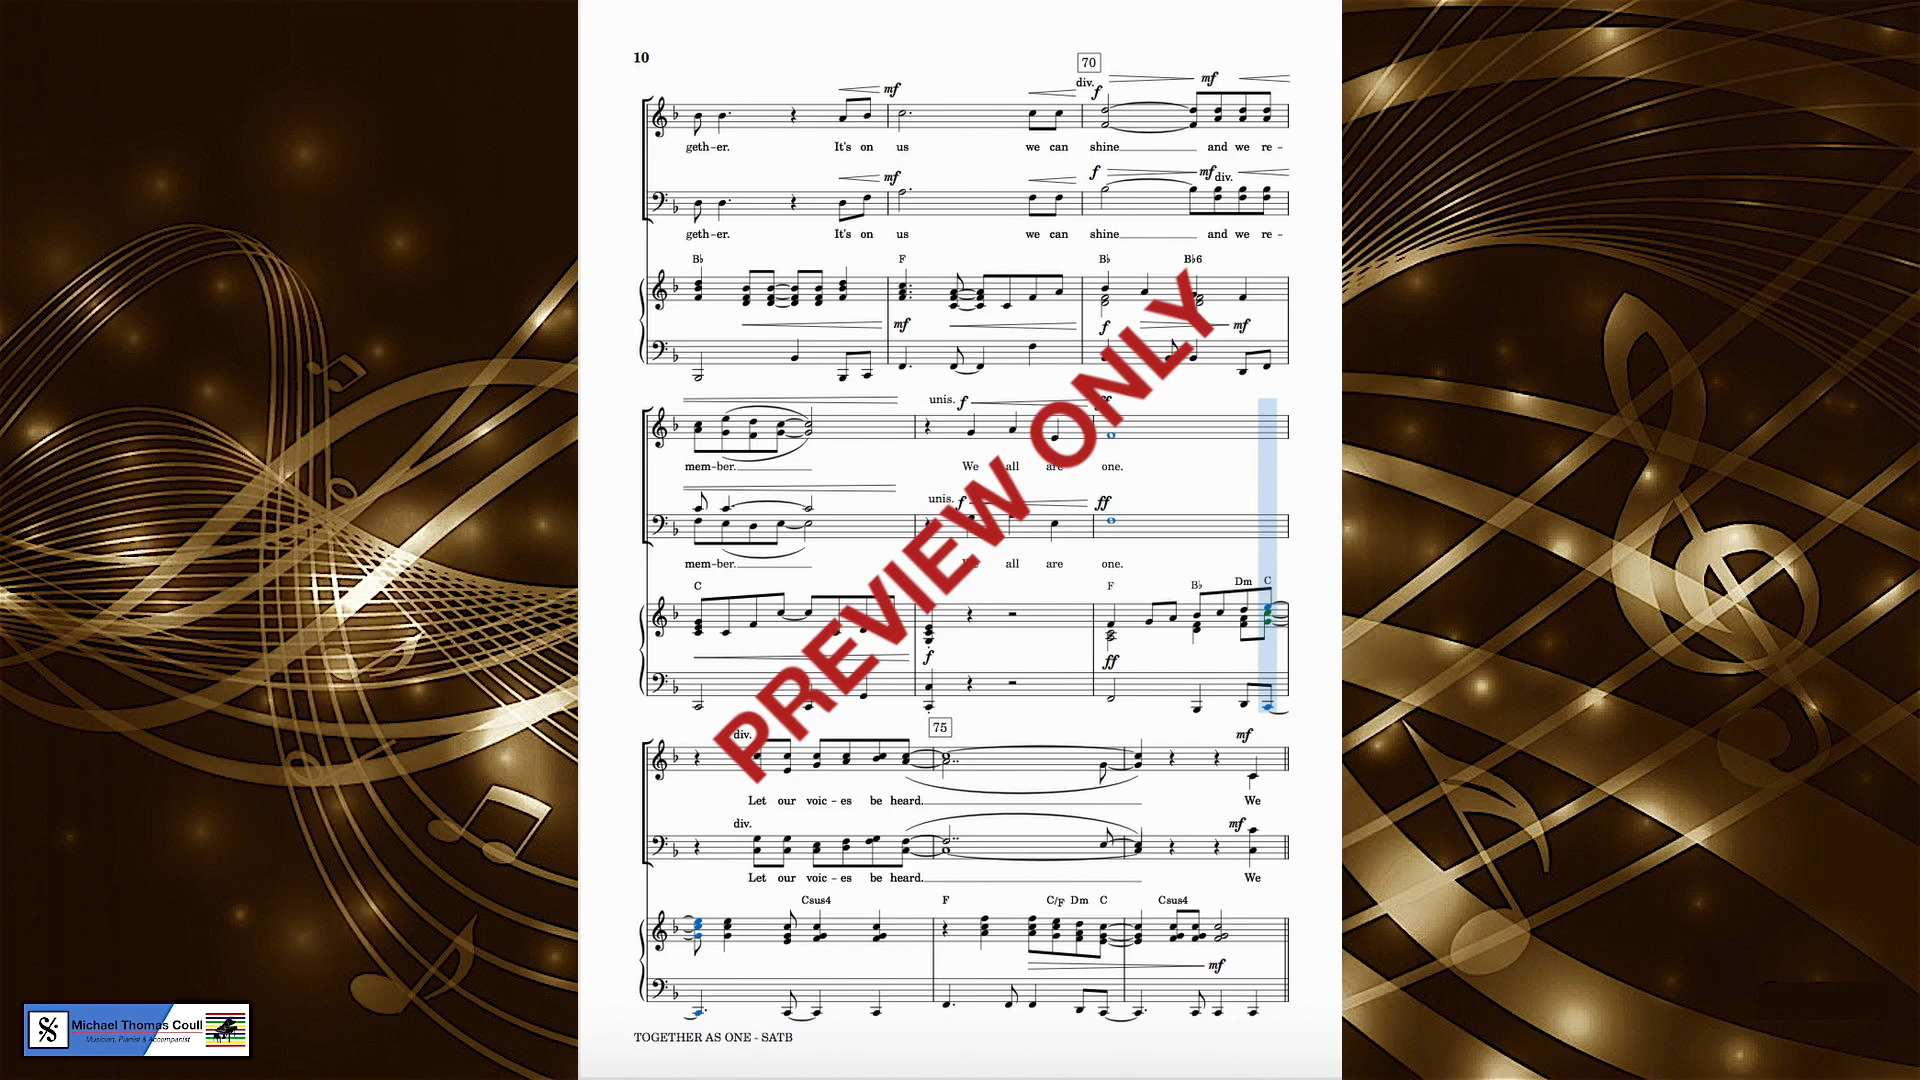 10
70
div. f mf
mf
geth-er. It's on us we can shine and we re-
f mf div.
mf
geth-er. It's on us we can shine and we re-
B♭ F B♭ B♭6
mf f mf
unis. f ff
mem-ber. We all are one.
unis. f ff
mem-ber. all are one.
C F B♭ Dm C
f ff
75
div. mf
Let our voic-es be heard. We
div. mf
Let our voic-es be heard. We
Csus4 F C/F Dm C Csus4
mf
TOGETHER AS ONE - SATB
PREVIEW ONLY
Michael Thomas Coull
Musician, Pianist & Accompanist